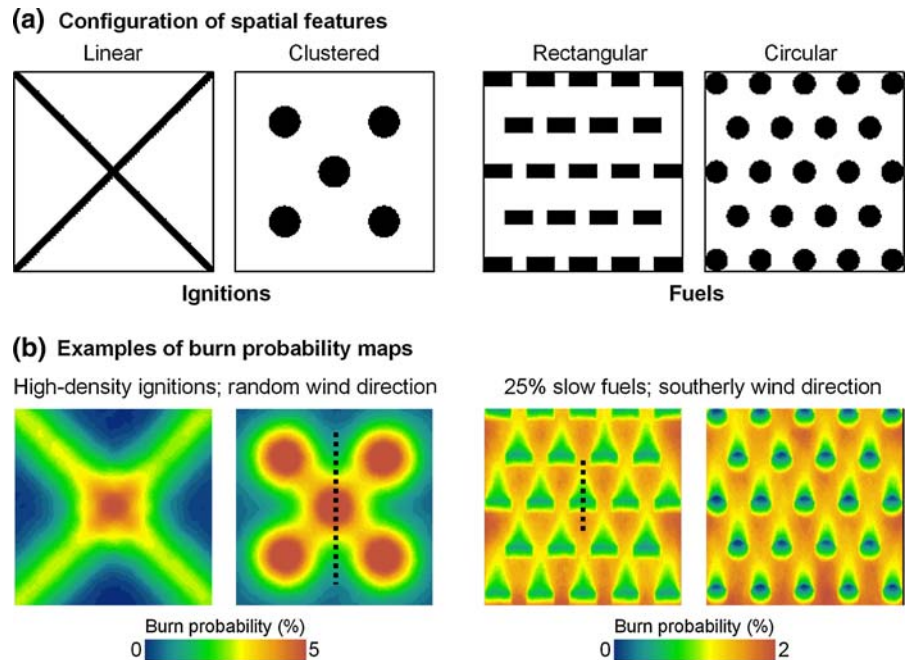 (a) Configuration of spatial features
Linear
Clustered
Rectangular
Circular
Ignitions
Fuels
(b) Examples of burn probability maps
High-density ignitions; random wind direction
25% slow fuels; southerly wind direction
Burn probability (%)
0
5
Burn probability (%)
0
2